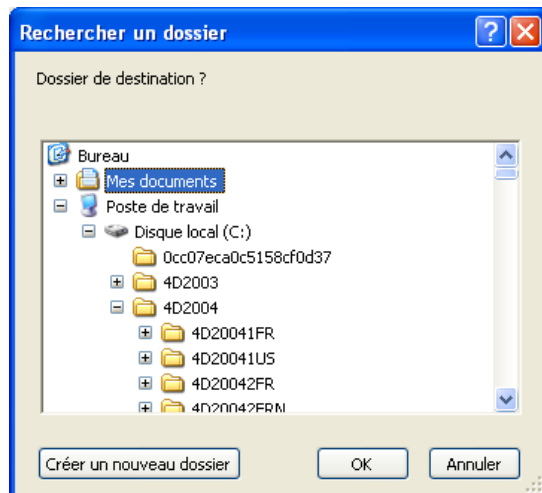 Rechercher un dossier
Dossier de destination ?
Bureau
Mes documents
Poste de travail
Disque local (C:)
0cc07eca0c5158cf0d37
4D2003
4D2004
4D20041FR
4D20041US
4D20042FR
4D20042FRN
Créer un nouveau dossier OK Annuler